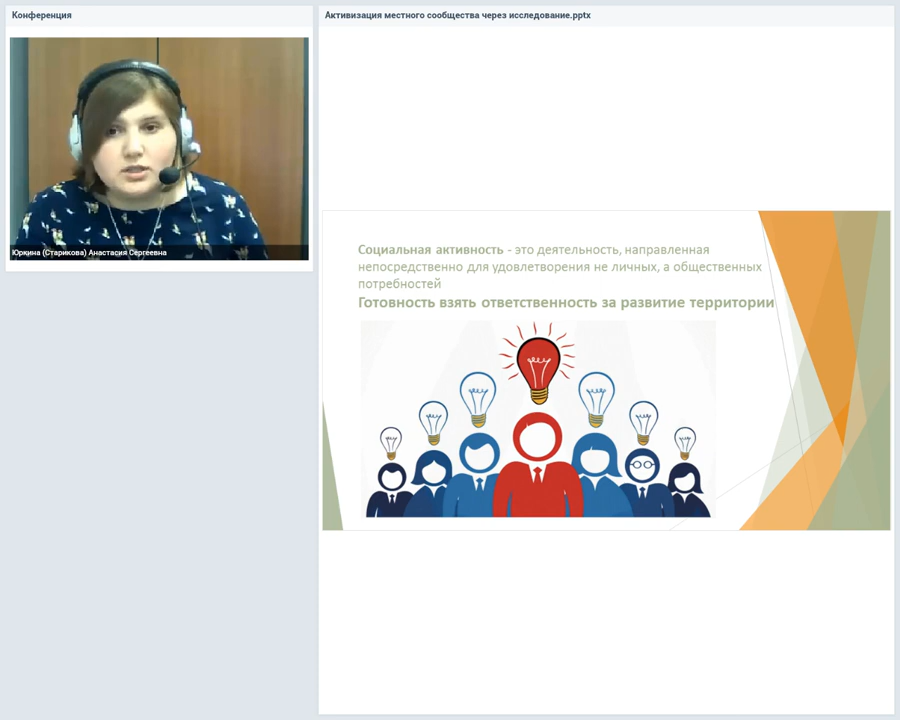 Конференция
Юркина (Старикова) Анастасия Сергеевна
Активизация местного сообщества через исследование.pptx
Социальная активность - это деятельность, направленная
непосредственно для удовлетворения не личных, а общественных
потребностей
Готовность взять ответственность за развитие территории